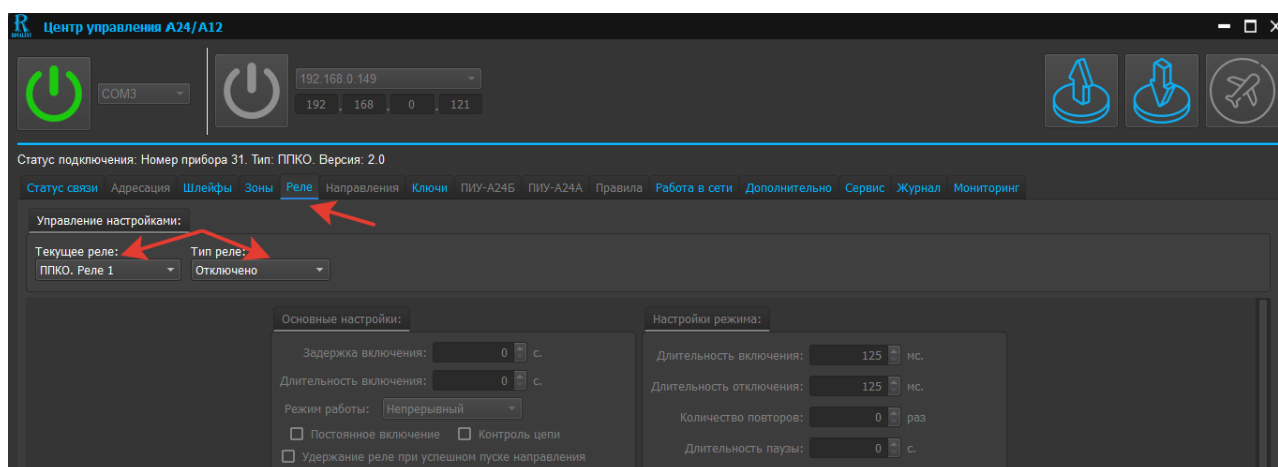 Центр управления A24/A12
COM3
192.168.0.149
192 . 168 . 0 . 121
Статус подключения: Номер прибора 31. Тип: ППКО. Версия: 2.0
Статус связи Адресация Шлейфы Зоны Реле Направления Ключи ПИУ-А24Б ПИУ-А24А Правила Работа в сети Дополнительно Сервис Журнал Мониторинг
Управление настройками:
Текущее реле: Тип реле:
ППКО. Реле 1 Отключено
Основные настройки: Настройки режима:
Задержка включения: 0 с. Длительность включения: 125 мс.
Длительность включения: 0 с. Длительность отключения: 125 мс.
Режим работы: Непрерывный Количество повторов: 0 раз
Постоянное включение Контроль цепи Длительность паузы: 0 с.
Удержание реле при успешном пуске направления